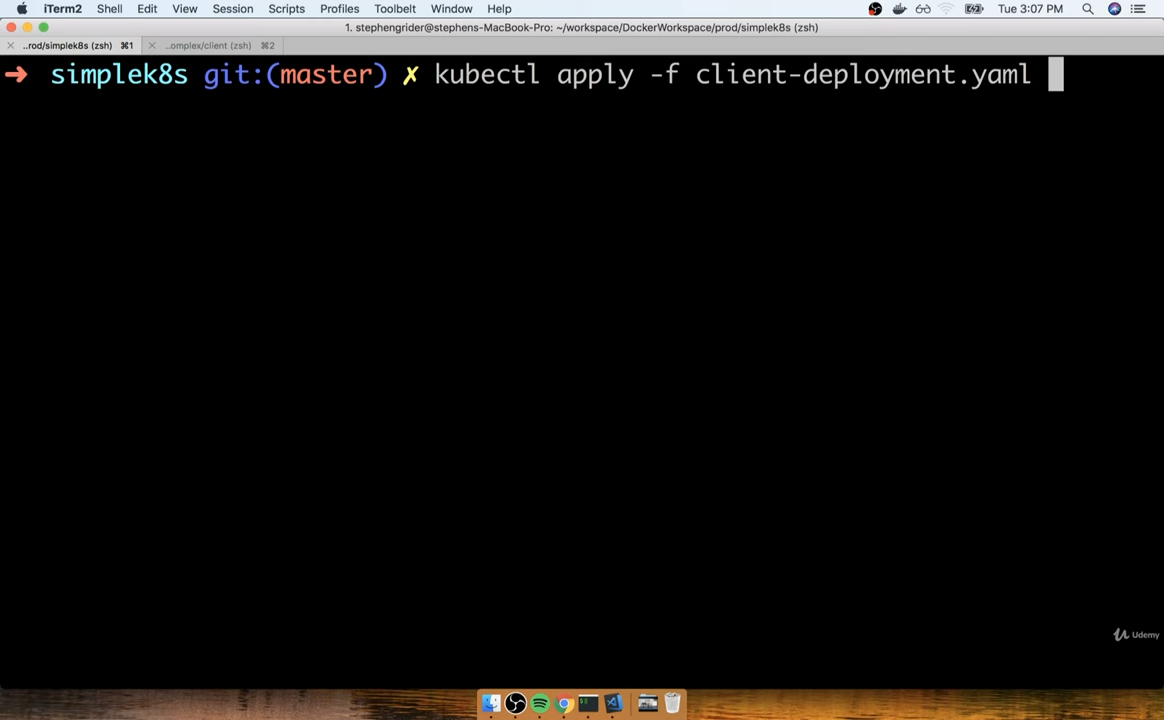 iTerm2 Shell Edit View Session Scripts Profiles Toolbelt Window Help Tue 3:07 PM
1. stephengrider@stephens-MacBook-Pro: ~/workspace/DockerWorkspace/prod/simplek8s (zsh)
..rod/simplek8s (zsh) ⌘1 ..omplex/client (zsh) ⌘2
➜ simplek8s git:(master) ✗ kubectl apply -f client-deployment.yaml
Udemy